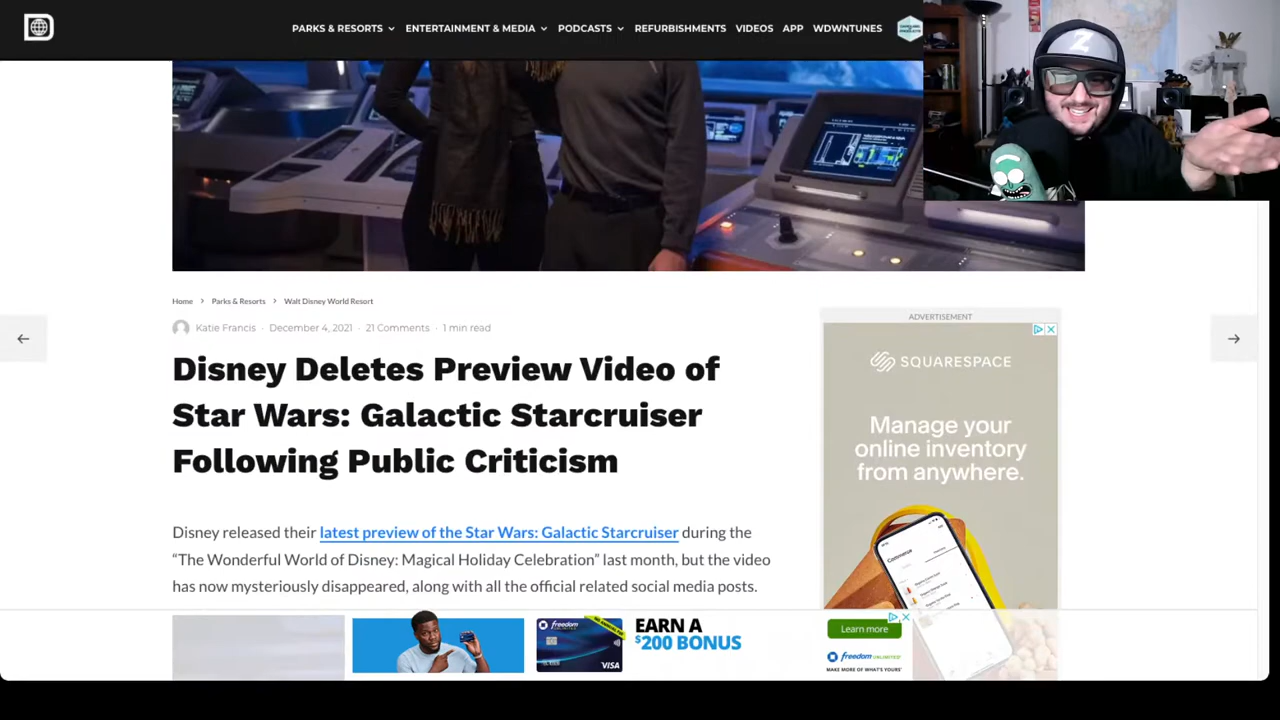 PARKS & RESORTS ENTERTAINMENT & MEDIA PODCASTS REFURBISHMENTS VIDEOS APP WDWNTUNES
Z
Home > Parks & Resorts > Walt Disney World Resort
Katie Francis · December 4, 2021 · 21 Comments · 1 min read
Disney Deletes Preview Video of
Star Wars: Galactic Starcruiser
Following Public Criticism
Disney released their latest preview of the Star Wars: Galactic Starcruiser during the
“The Wonderful World of Disney: Magical Holiday Celebration” last month, but the video
has now mysteriously disappeared, along with all the official related social media posts.
ADVERTISEMENT
SQUARESPACE
Manage your
online inventory
from anywhere.
Commerce
freedom
VISA
EARN A
$200 BONUS
Learn more
freedom UNLIMITED
MAKE MORE OF WHAT'S YOURS